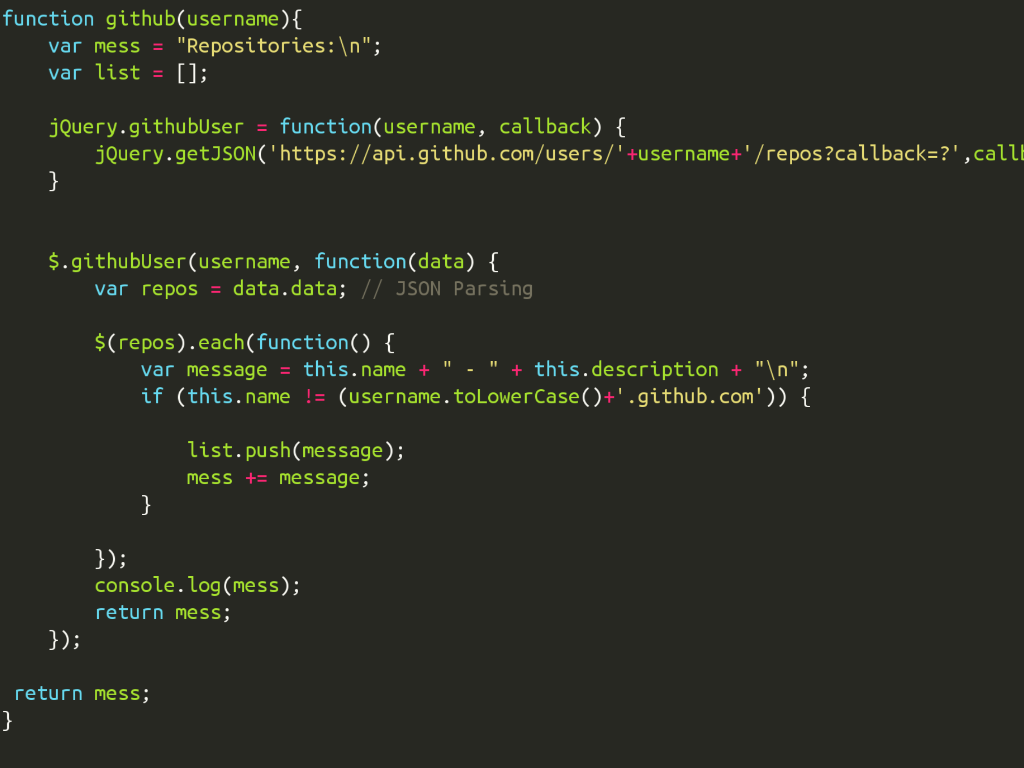 function github(username){
    var mess = "Repositories:\n";
    var list = [];

    jQuery.githubUser = function(username, callback) {
        jQuery.getJSON('https://api.github.com/users/'+username+'/repos?callback=?',callb
    }


    $.githubUser(username, function(data) {
        var repos = data.data; // JSON Parsing

        $(repos).each(function() {
            var message = this.name + " - " + this.description + "\n";
            if (this.name != (username.toLowerCase()+'.github.com')) {

                list.push(message);
                mess += message;
            }

        });
        console.log(mess);
        return mess;
    });

 return mess;
}